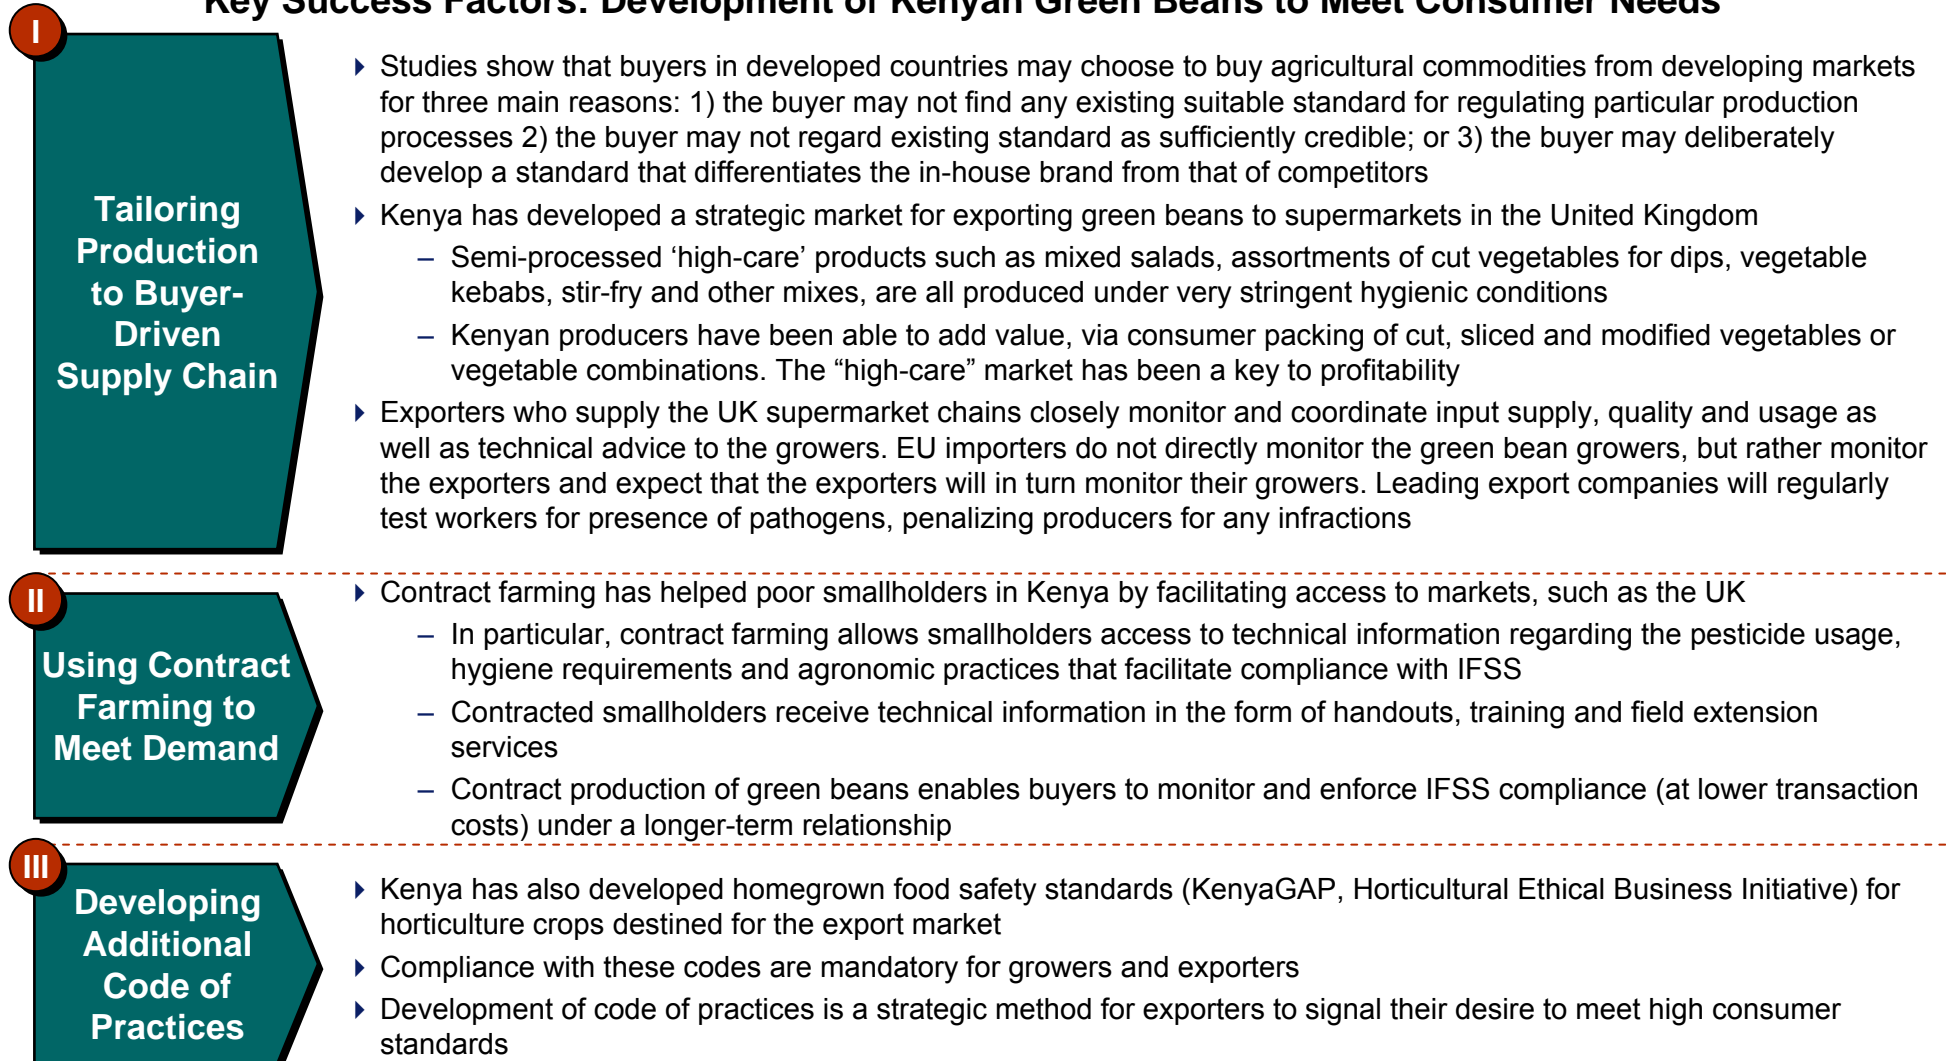 Key Success Factors: Development of Kenyan Green Beans to Meet Consumer Needs
I
Tailoring
Production
to Buyer-
Driven
Supply Chain
Studies show that buyers in developed countries may choose to buy agricultural commodities from developing markets
for three main reasons: 1) the buyer may not find any existing suitable standard for regulating particular production
processes 2) the buyer may not regard existing standard as sufficiently credible; or 3) the buyer may deliberately
develop a standard that differentiates the in-house brand from that of competitors
Kenya has developed a strategic market for exporting green beans to supermarkets in the United Kingdom
– Semi-processed ‘high-care’ products such as mixed salads, assortments of cut vegetables for dips, vegetable
kebabs, stir-fry and other mixes, are all produced under very stringent hygienic conditions
– Kenyan producers have been able to add value, via consumer packing of cut, sliced and modified vegetables or
vegetable combinations. The “high-care” market has been a key to profitability
Exporters who supply the UK supermarket chains closely monitor and coordinate input supply, quality and usage as
well as technical advice to the growers. EU importers do not directly monitor the green bean growers, but rather monitor
the exporters and expect that the exporters will in turn monitor their growers. Leading export companies will regularly
test workers for presence of pathogens, penalizing producers for any infractions
II
Using Contract
Farming to
Meet Demand
Contract farming has helped poor smallholders in Kenya by facilitating access to markets, such as the UK
– In particular, contract farming allows smallholders access to technical information regarding the pesticide usage,
hygiene requirements and agronomic practices that facilitate compliance with IFSS
– Contracted smallholders receive technical information in the form of handouts, training and field extension
services
– Contract production of green beans enables buyers to monitor and enforce IFSS compliance (at lower transaction
costs) under a longer-term relationship
III
Developing
Additional
Code of
Practices
Kenya has also developed homegrown food safety standards (KenyaGAP, Horticultural Ethical Business Initiative) for
horticulture crops destined for the export market
Compliance with these codes are mandatory for growers and exporters
Development of code of practices is a strategic method for exporters to signal their desire to meet high consumer
standards